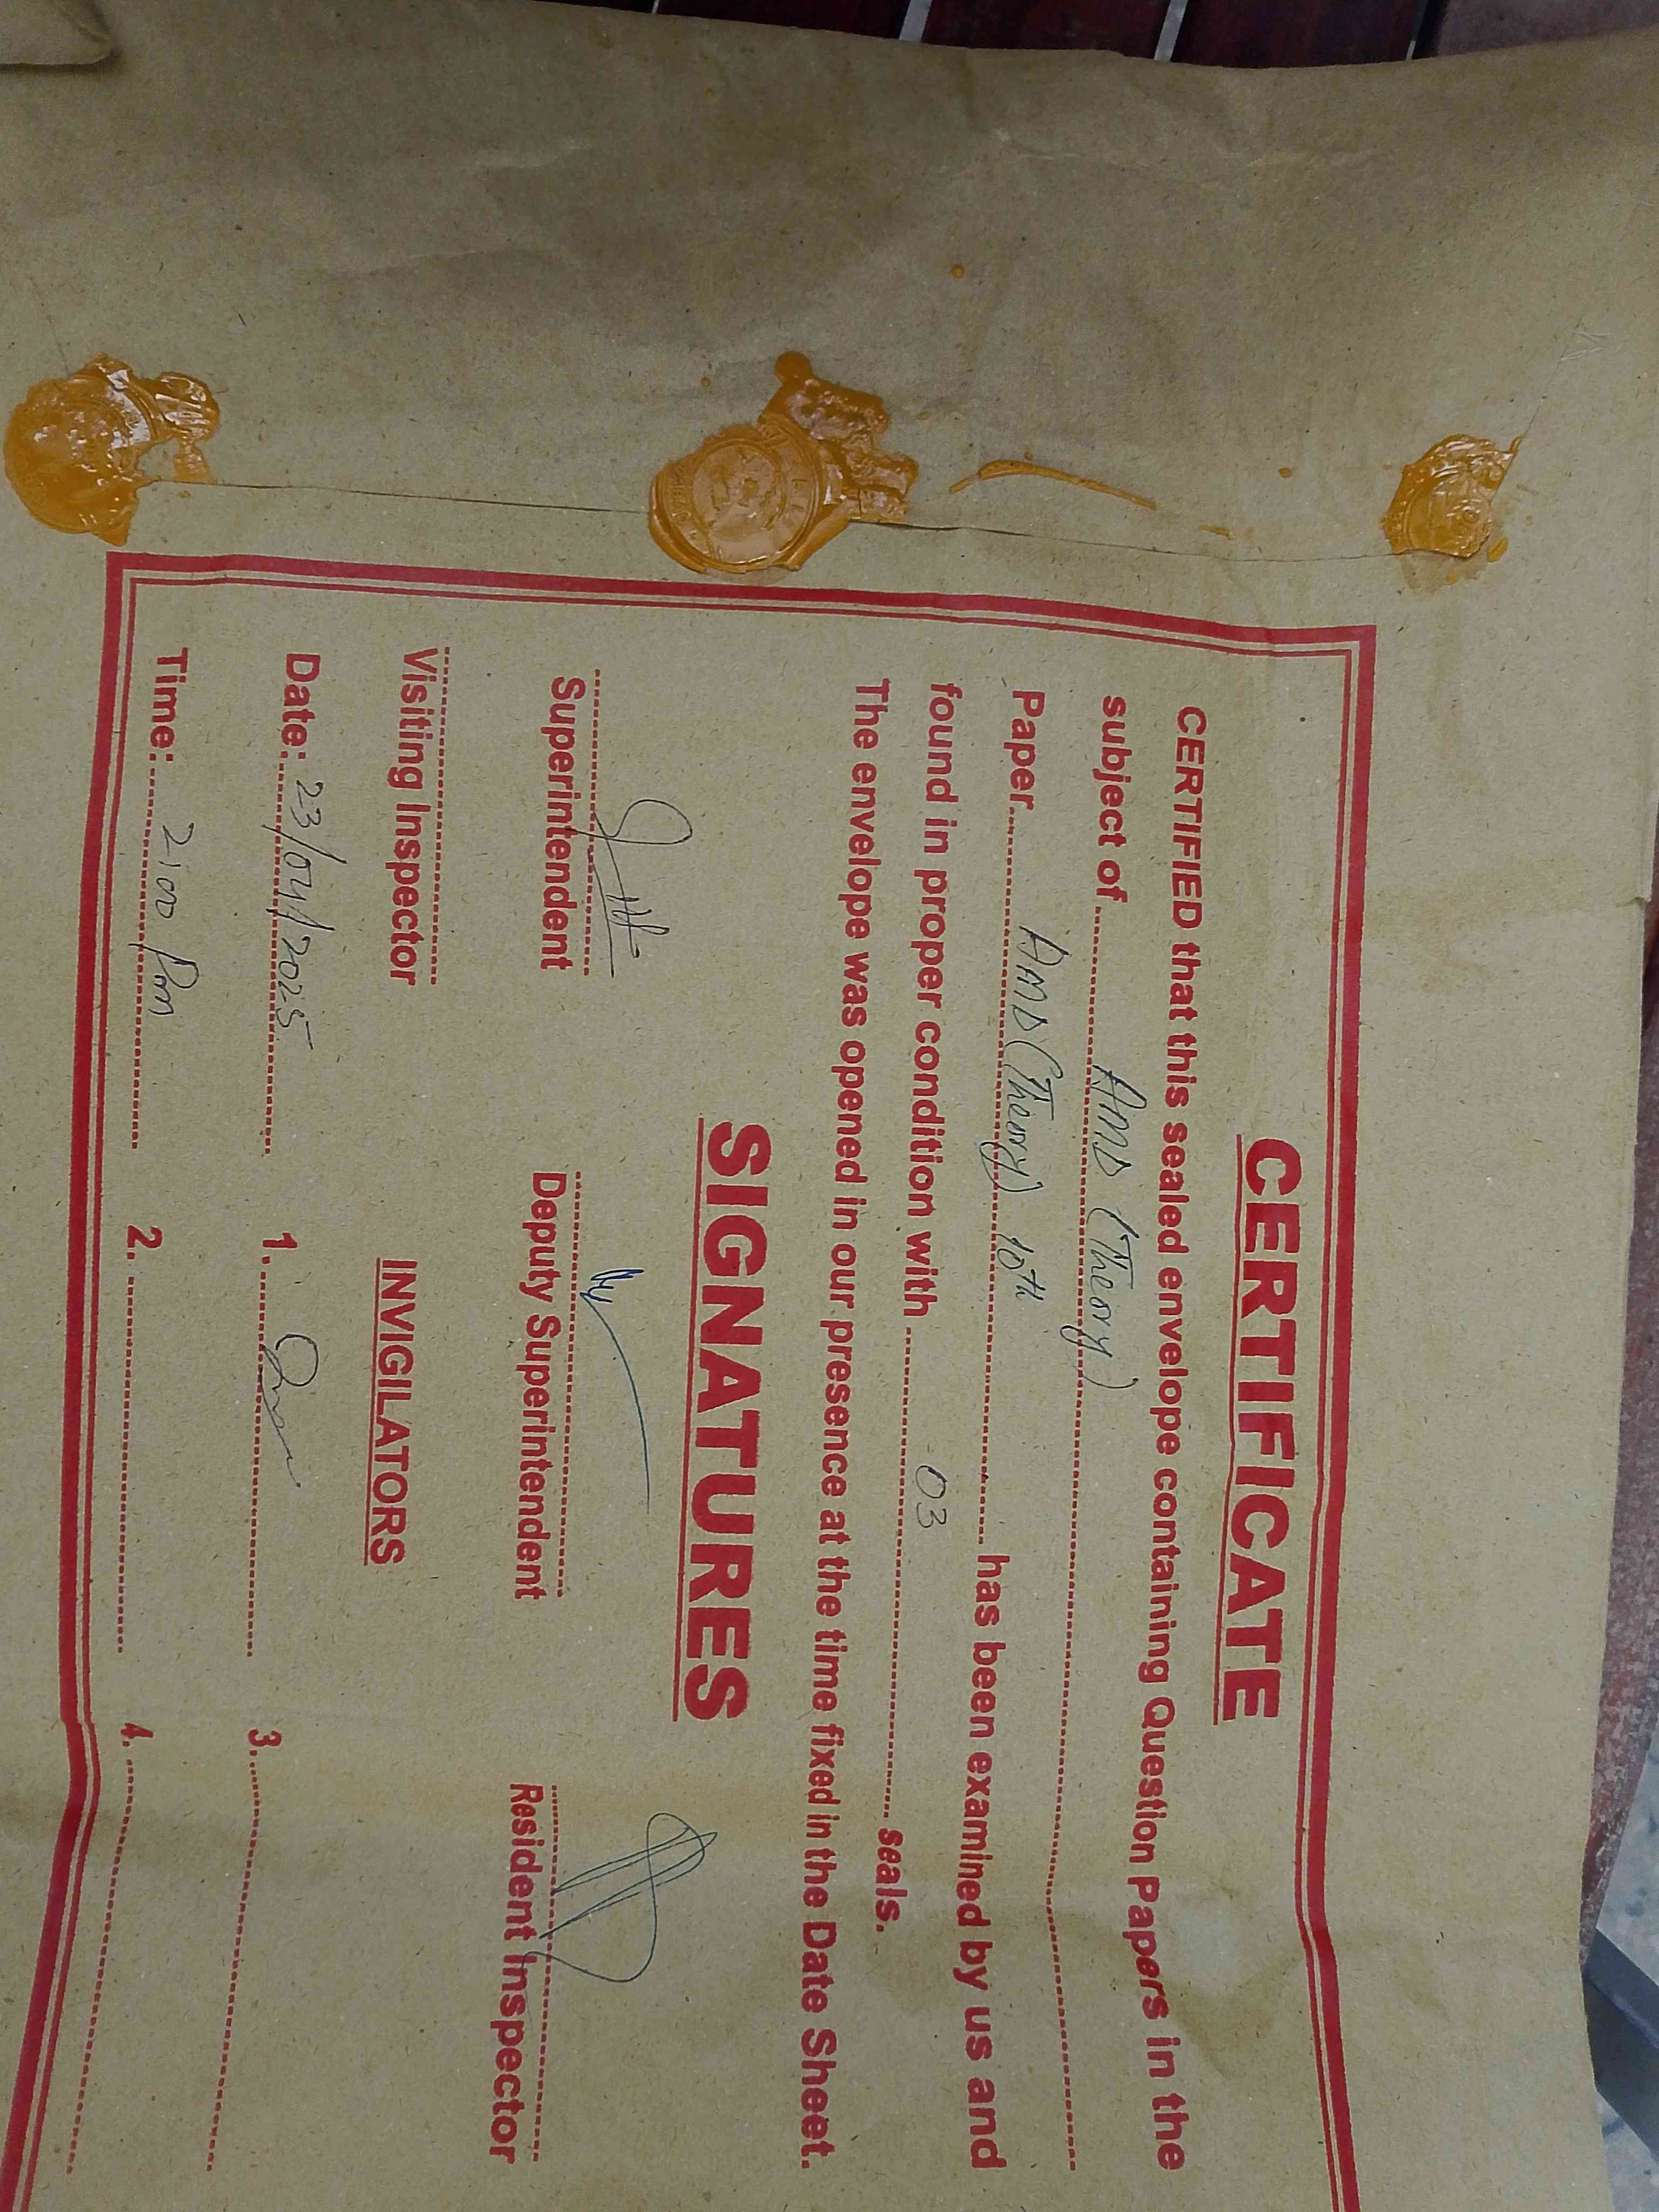 CERTIFICATE
CERTIFIED that this sealed envelope containing Question Papers in the
subject of AMD (Theory)
Paper AMD (Theory) 10th has been examined by us and
found in proper condition with 03 seals.
The envelope was opened in our presence at the time fixed in the Date Sheet.
SIGNATURES
Superintendent Deputy Superintendent Resident Inspector
Visiting Inspector
INVIGILATORS
Date: 23/04/2025 1. 3.
Time: 2:00 Pm 2. 4.